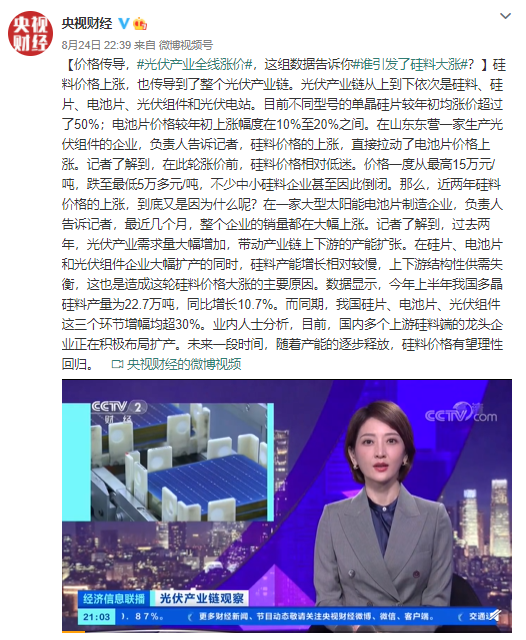 央视财经
央视财经
8月24日 22:39 来自 微博视频号
【价格传导，#光伏产业全线涨价#，这组数据告诉你#谁引发了硅料大涨#？】硅
料价格上涨，也传导到了整个光伏产业链。光伏产业链从上到下依次是硅料、硅
片、电池片、光伏组件和光伏电站。目前不同型号的单晶硅片较年初均涨价超过
了50%；电池片价格较年初上涨幅度在10%至20%之间。在山东东营一家生产光
伏组件的企业，负责人告诉记者，硅料价格的上涨，直接拉动了电池片价格上
涨。记者了解到，在此轮涨价前，硅料价格相对低迷。价格一度从最高15万元/
吨，跌至最低5万多元/吨，不少中小硅料企业甚至因此倒闭。那么，近两年硅料
价格的上涨，到底又是因为什么呢？在一家大型太阳能电池片制造企业，负责人
告诉记者，最近几个月，整个企业的销量都在大幅上涨。记者了解到，过去两
年，光伏产业需求量大幅增加，带动产业链上下游的产能扩张。在硅片、电池片
和光伏组件企业大幅扩产的同时，硅料产能增长相对较慢，上下游结构性供需失
衡，这也是造成这轮硅料价格大涨的主要原因。数据显示，今年上半年我国多晶
硅料产量为22.7万吨，同比增长10.7%。而同期，我国硅片、电池片、光伏组件
这三个环节增幅均超30%。业内人士分析，目前，国内多个上游硅料端的龙头企
业正在积极布局扩产。未来一段时间，随着产能的逐步释放，硅料价格有望理性
回归。 央视财经的微博视频
CCTV 2
财经
CCTV.com
经济信息联播 光伏产业链观察
21:03 0.87%。 更多财经新闻、节目动态敬请关注央视财经微博、微信、客户端。 交通运